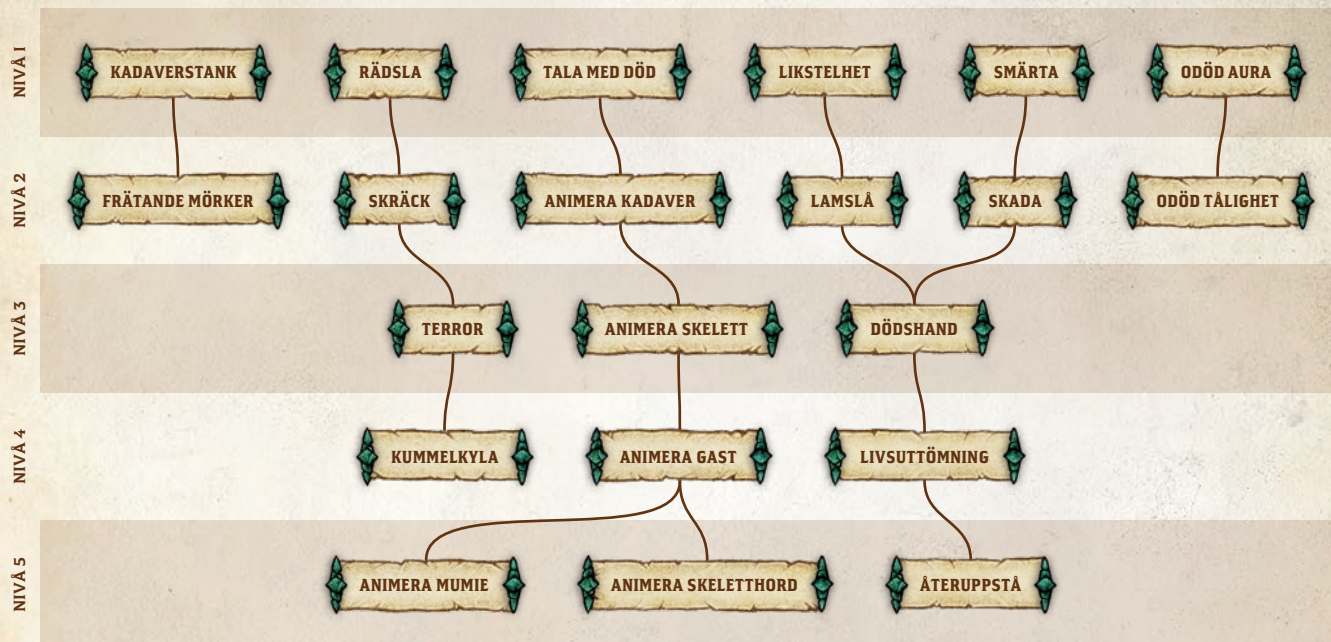 NIVÅ 1
KADAVERSTANK
RÄDSLA
TALA MED DÖD
LIKSTELHET
SMÄRTA
ODÖD AURA
NIVÅ 2
FRÄTANDE MÖRKER
SKRÄCK
ANIMERA KADAVER
LAMSLÅ
SKADA
ODÖD TÅLIGHET
NIVÅ 3
TERROR
ANIMERA SKELETT
DÖDSHAND
NIVÅ 4
KUMMELKYLA
ANIMERA GAST
LIVSUTTÖMNING
NIVÅ 5
ANIMERA MUMIE
ANIMERA SKELETTHORD
ÅTERUPPSTÅ